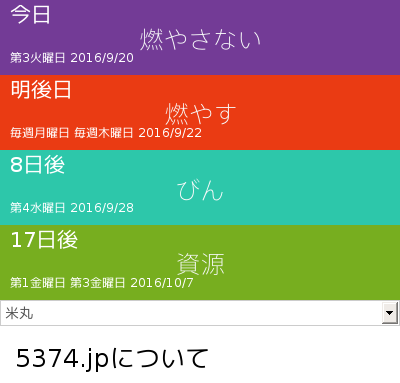 今日
燃やさない
第3火曜日 2016/9/20
明後日
燃やす
毎週月曜日 毎週木曜日 2016/9/22
8日後
びん
第4水曜日 2016/9/28
17日後
資源
第1金曜日 第3金曜日 2016/10/7
米丸
5374.jpについて